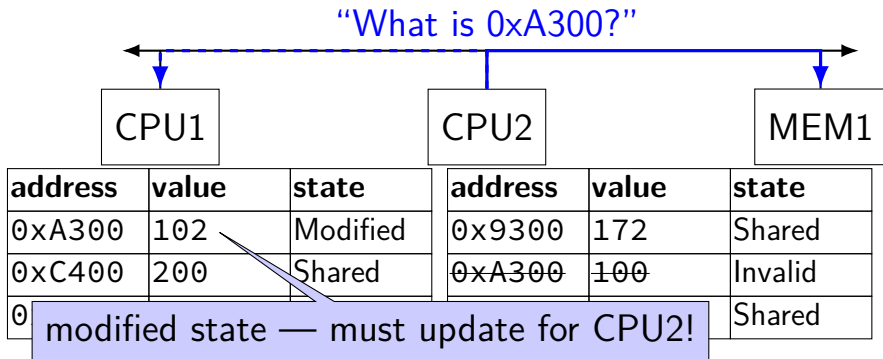 “What is 0xA300?”
CPU1 CPU2 MEM1
address value state address value state
0xA300 102 Modified 0x9300 172 Shared
0xC400 200 Shared 0xA300 100 Invalid
0 Shared
modified state — must update for CPU2!